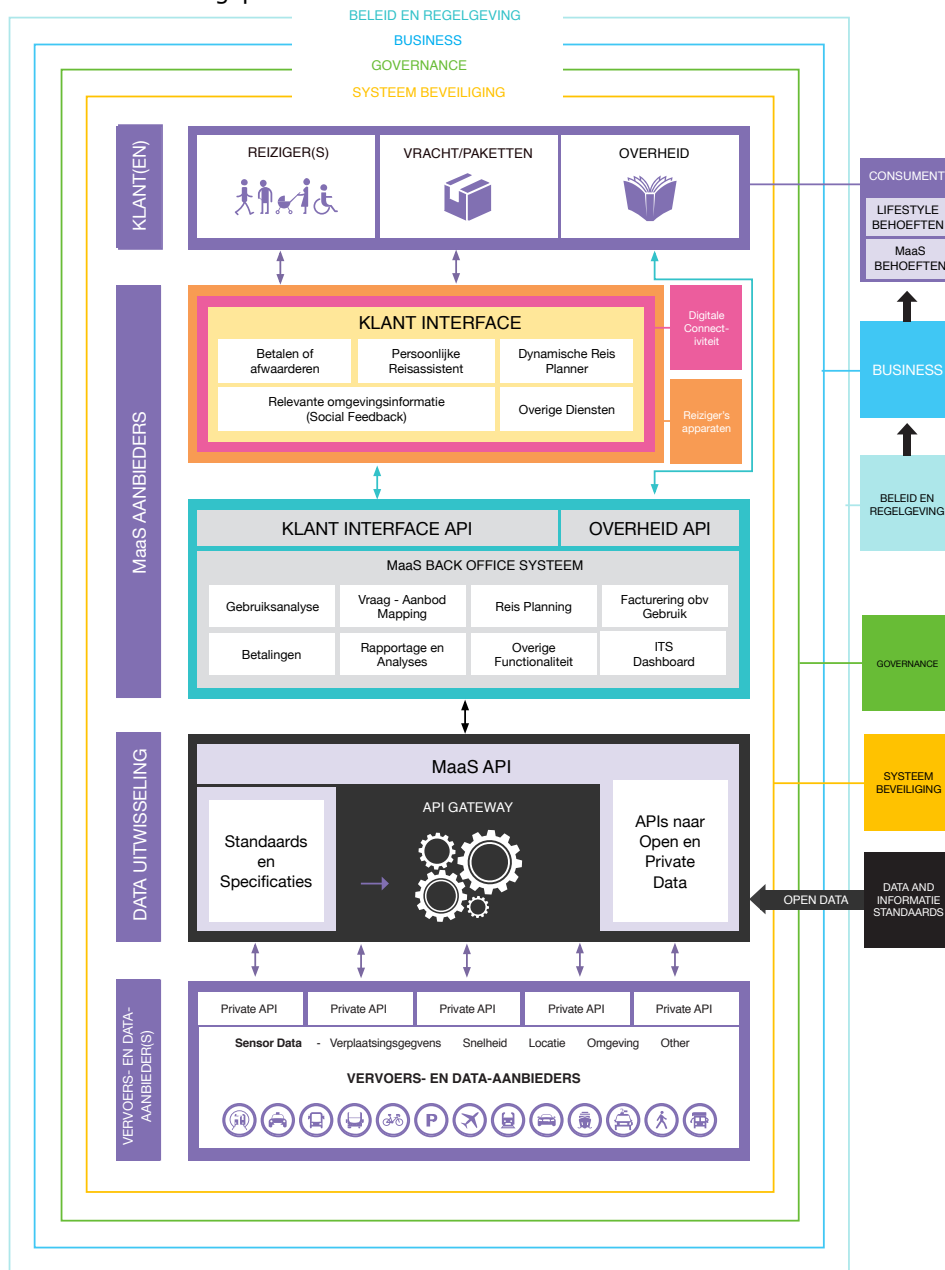 BELEID EN REGELGEVING
BUSINESS
GOVERNANCE
SYSTEEM BEVEILIGING
KLANT(EN)
REIZIGER(S)
VRACHT/PAKETTEN
OVERHEID
CONSUMENT
LIFESTYLE
BEHOEFTEN
MaaS
BEHOEFTEN
MaaS AANBIEDERS
KLANT INTERFACE
Betalen of
afwaarderen
Persoonlijke
Reisassistent
Dynamische Reis
Planner
Relevante omgevingsinformatie
(Social Feedback)
Overige Diensten
Digitale
Connect-
iviteit
Reiziger's
apparaten
BUSINESS
BELEID EN
REGELGEVING
KLANT INTERFACE API
OVERHEID API
MaaS BACK OFFICE SYSTEEM
Gebruiksanalyse
Vraag - Aanbod
Mapping
Reis Planning
Facturering obv
Gebruik
Betalingen
Rapportage en
Analyses
Overige
Functionaliteit
ITS
Dashboard
GOVERNANCE
DATA UITWISSELING
MaaS API
API GATEWAY
Standaards
en
Specificaties
APIs naar
Open en
Private
Data
SYSTEEM
BEVEILIGING
OPEN DATA
DATA AND
INFORMATIE
STANDAARDS
VERVOERS- EN DATA-
AANBIEDER(S)
Private API
Private API
Private API
Private API
Private API
Sensor Data - Verplaatsingsgegvens Snelheid Locatie Omgeving Other
VERVOERS- EN DATA-AANBIEDERS
P